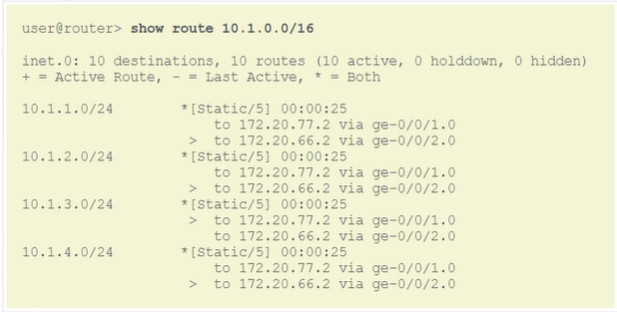 user@router> show route 10.1.0.0/16
inet.0: 10 destinations, 10 routes (10 active, 0 holddown, 0 hidden)
+ = Active Route, - = Last Active, * = Both
10.1.1.0/24 *[Static/5] 00:00:25
to 172.20.77.2 via ge-0/0/1.0
> to 172.20.66.2 via ge-0/0/2.0
10.1.2.0/24 *[Static/5] 00:00:25
to 172.20.77.2 via ge-0/0/1.0
> to 172.20.66.2 via ge-0/0/2.0
10.1.3.0/24 *[Static/5] 00:00:25
> to 172.20.77.2 via ge-0/0/1.0
to 172.20.66.2 via ge-0/0/2.0
10.1.4.0/24 *[Static/5] 00:00:25
to 172.20.77.2 via ge-0/0/1.0
> to 172.20.66.2 via ge-0/0/2.0